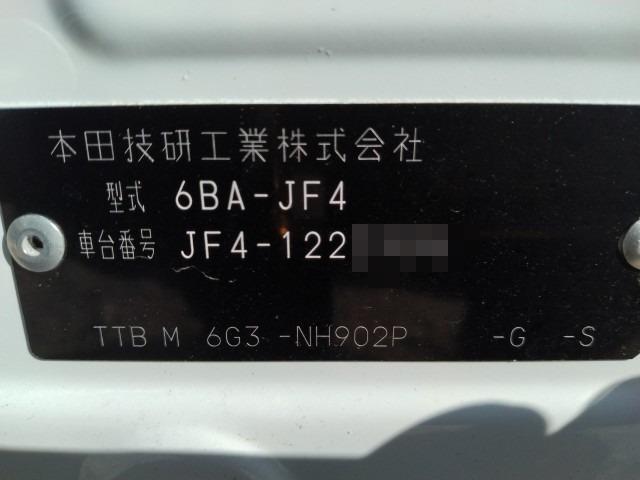 本田技研工業株式会社
型式 6BA-JF4
車台番号 JF4-122
TTB M 6G3 -NH902P -G -S